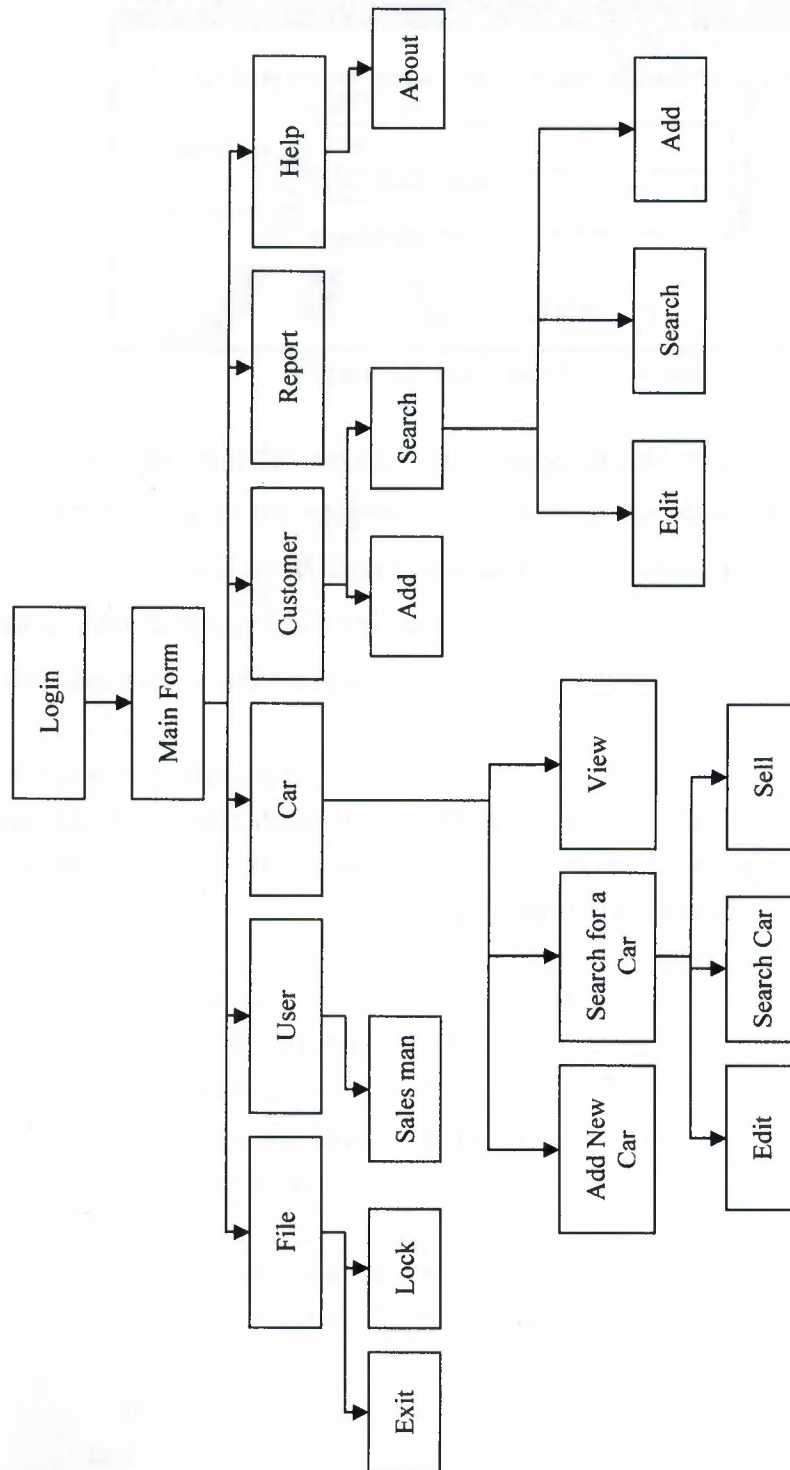 Login
Main Form
File
User
Car
Customer
Report
Help
Exit
Lock
Sales man
Add
Search
About
Add New
Car
Search for a
Car
View
Edit
Search
Add
Edit
Search Car
Sell